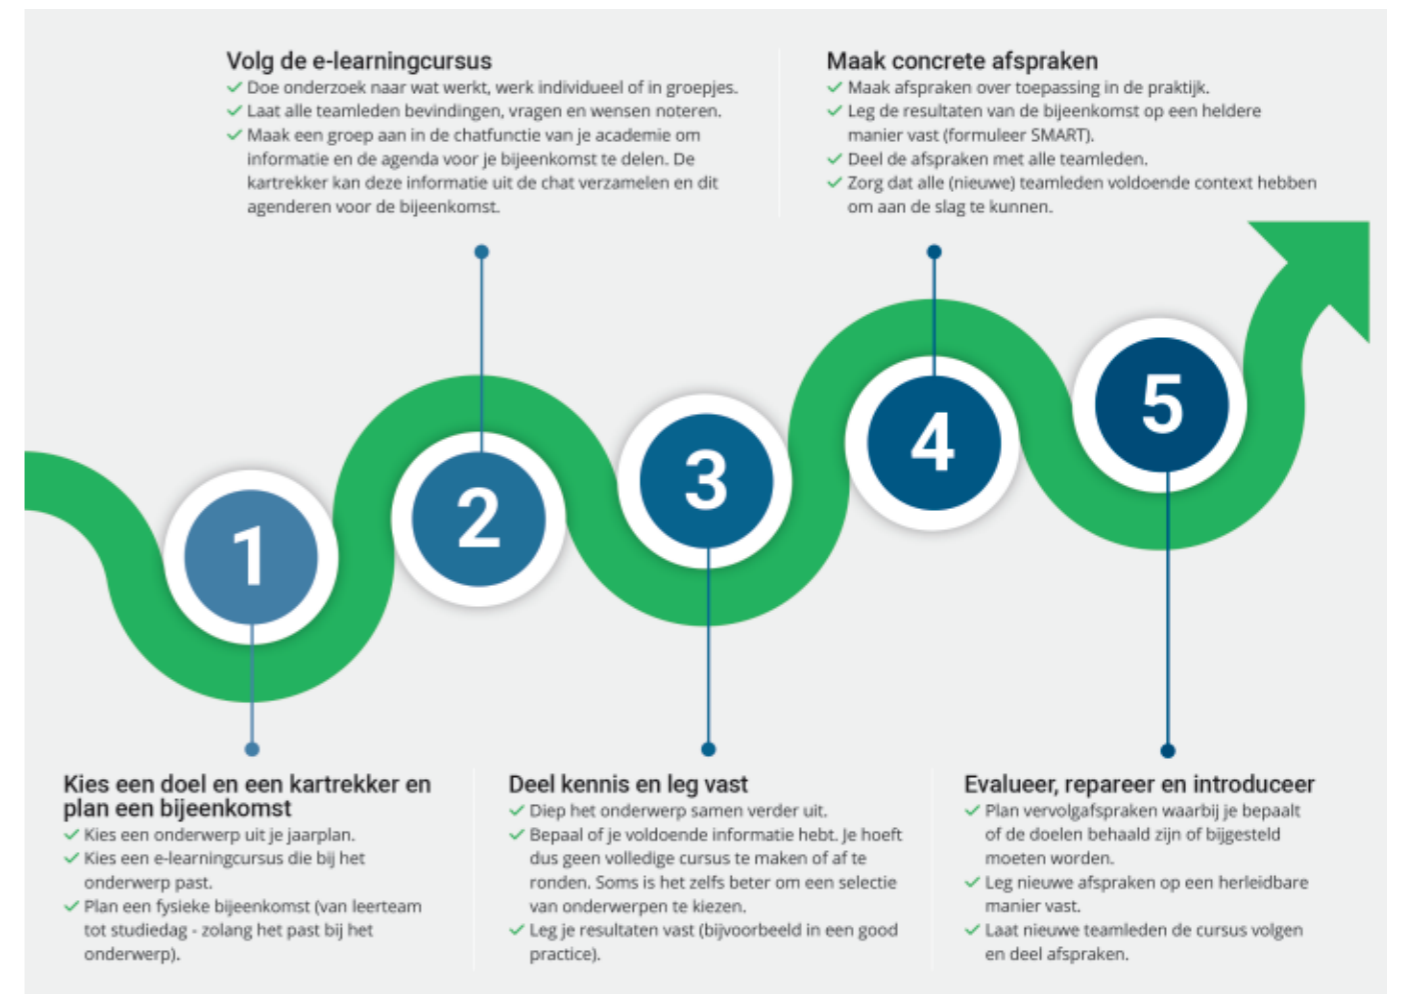 Volg de e-learningcursus
Doe onderzoek naar wat werkt, werk individueel of in groepjes.
Laat alle teamleden bevindingen, vragen en wensen noteren.
Maak een groep aan in de chatfunctie van je academie om
informatie en de agenda voor je bijeenkomst te delen. De
kartrekker kan deze informatie uit de chat verzamelen en dit
agenderen voor de bijeenkomst.
Maak concrete afspraken
Maak afspraken over toepassing in de praktijk.
Leg de resultaten van de bijeenkomst op een heldere
manier vast (formuleer SMART).
Deel de afspraken met alle teamleden.
Zorg dat alle (nieuwe) teamleden voldoende context hebben
om aan de slag te kunnen.
1
2
3
4
5
Kies een doel en een kartrekker en
plan een bijeenkomst
Kies een onderwerp uit je jaarplan.
Kies een e-learningcursus die bij het
onderwerp past.
Plan een fysieke bijeenkomst (van leerteam
tot studiedag - zolang het past bij het
onderwerp).
Deel kennis en leg vast
Diep het onderwerp samen verder uit.
Bepaal of je voldoende informatie hebt. Je hoeft
dus geen volledige cursus te maken of af te
ronden. Soms is het zelfs beter om een selectie
van onderwerpen te kiezen.
Leg je resultaten vast (bijvoorbeeld in een good
practice).
Evalueer, repareer en introduceer
Plan vervolgafspraken waarbij je bepaalt
of de doelen behaald zijn of bijgesteld
moeten worden.
Leg nieuwe afspraken op een herleidbare
manier vast.
Laat nieuwe teamleden de cursus volgen
en deel afspraken.